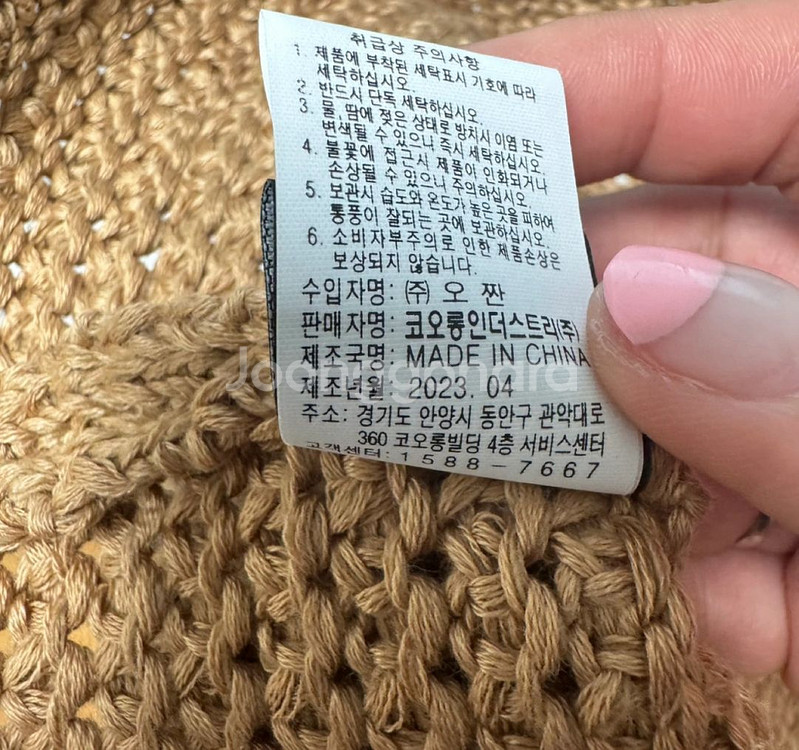 취급상 주의사항
1. 제품에 부착된 세탁표시 기호에 따라
세탁하십시오.
2. 반드시 단독 세탁하십시오.
3. 물, 땀에 젖은 상태로 방치시 이염 또는
변색될 수 있으니 즉시 세탁하십시오.
4. 불꽃에 접근시 제품이 인화되거나
손상될 수 있으니 주의하십시오.
5. 보관시 습도와 온도가 높은곳을 피하여
통풍이 잘되는 곳에 보관하십시오.
6. 소비자부주의로 인한 제품손상은
보상되지 않습니다.
수입자명: ㈜ 오 짠
판매자명: 코오롱인더스트리(주)
제조국명: MADE IN CHINA
제조년월: 2023. 04
주소: 경기도 안양시 동안구 관악대로
360 코오롱빌딩 4층 서비스센터
고객센터: 1588-7667
Joonggonara